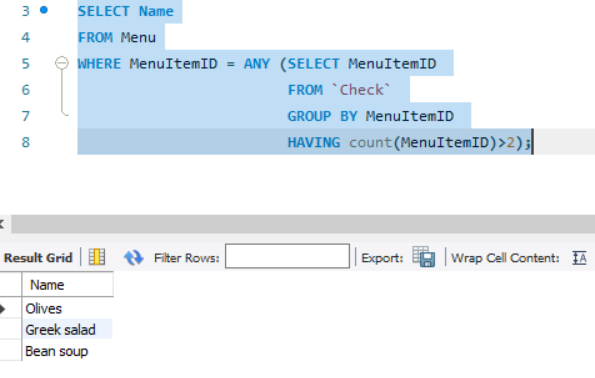 3 SELECT Name
4 FROM Menu
5 WHERE MenuItemID = ANY (SELECT MenuItemID
6 FROM `Check`
7 GROUP BY MenuItemID
8 HAVING count(MenuItemID)>2);
Result Grid Filter Rows: Export: Wrap Cell Content: IA
Name
Olives
Greek salad
Bean soup